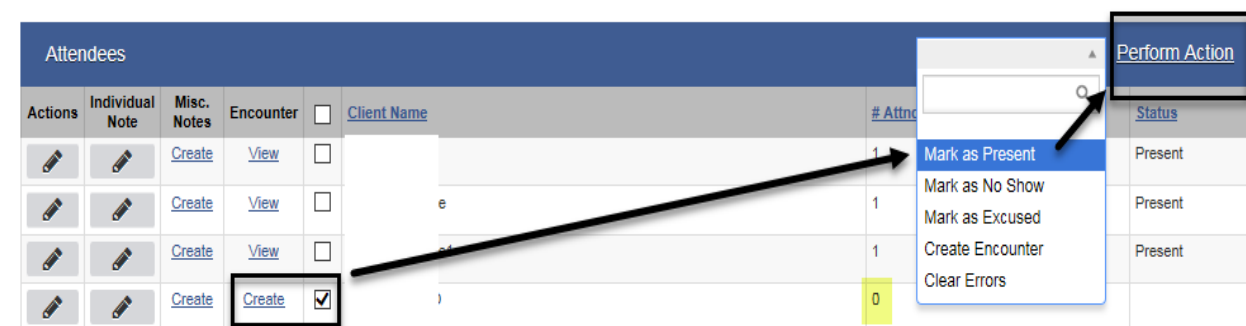 Attendees
Perform Action
Actions Individual Note Misc. Notes Encounter Client Name # Attnd Status
Create View 1 Mark as Present Present
Mark as No Show
Create View e 1 Present
Mark as Excused
Create View 1 Create Encounter Present
Clear Errors
Create Create 0